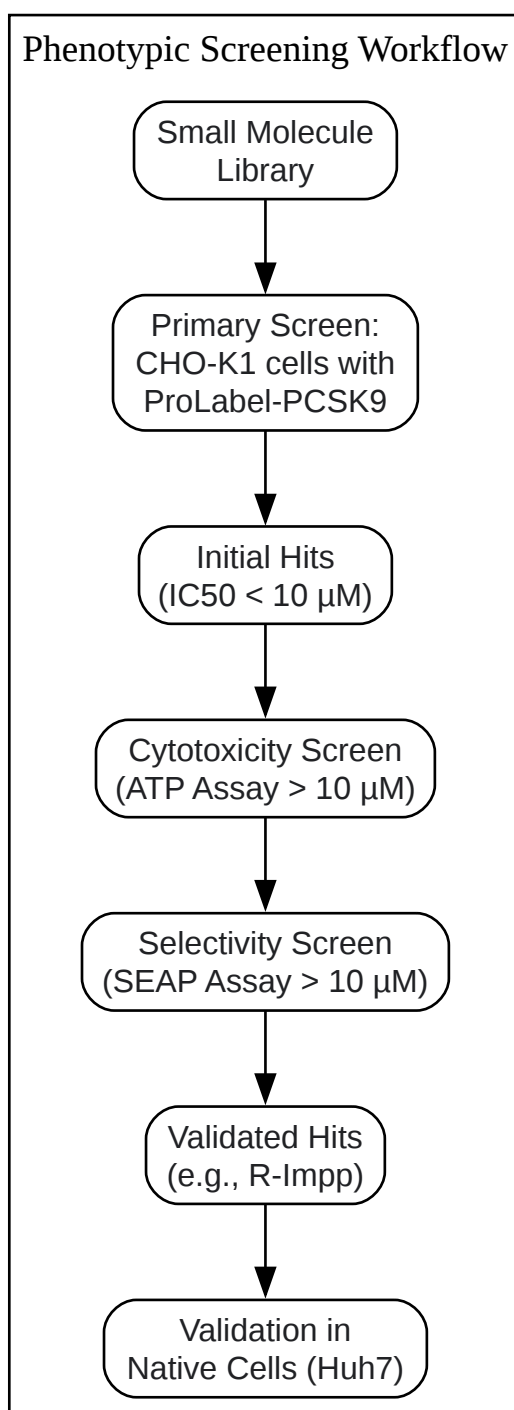 Phenotypic Screening Workflow
Small Molecule
Library
Primary Screen:
CHO-K1 cells with
ProLabel-PCSK9
Initial Hits
(IC50 < 10 µM)
Cytotoxicity Screen
(ATP Assay > 10 µM)
Selectivity Screen
(SEAP Assay > 10 µM)
Validated Hits
(e.g., R-Impp)
Validation in
Native Cells (Huh7)